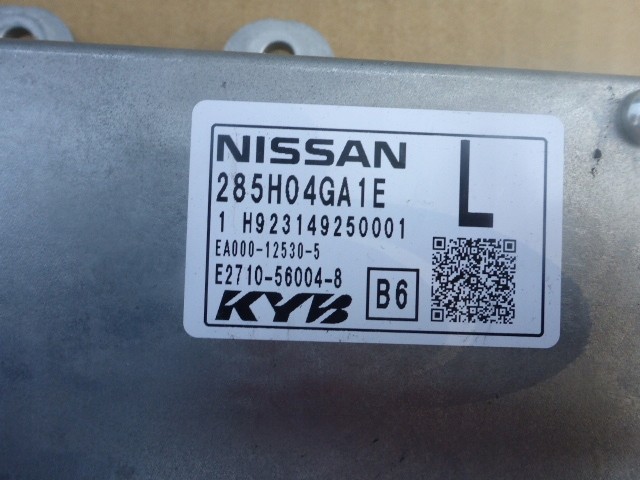 NISSAN
L
285H04GA1E
1 H923149250001
EA000-12530-5
E2710-56004-8
KYB
B6